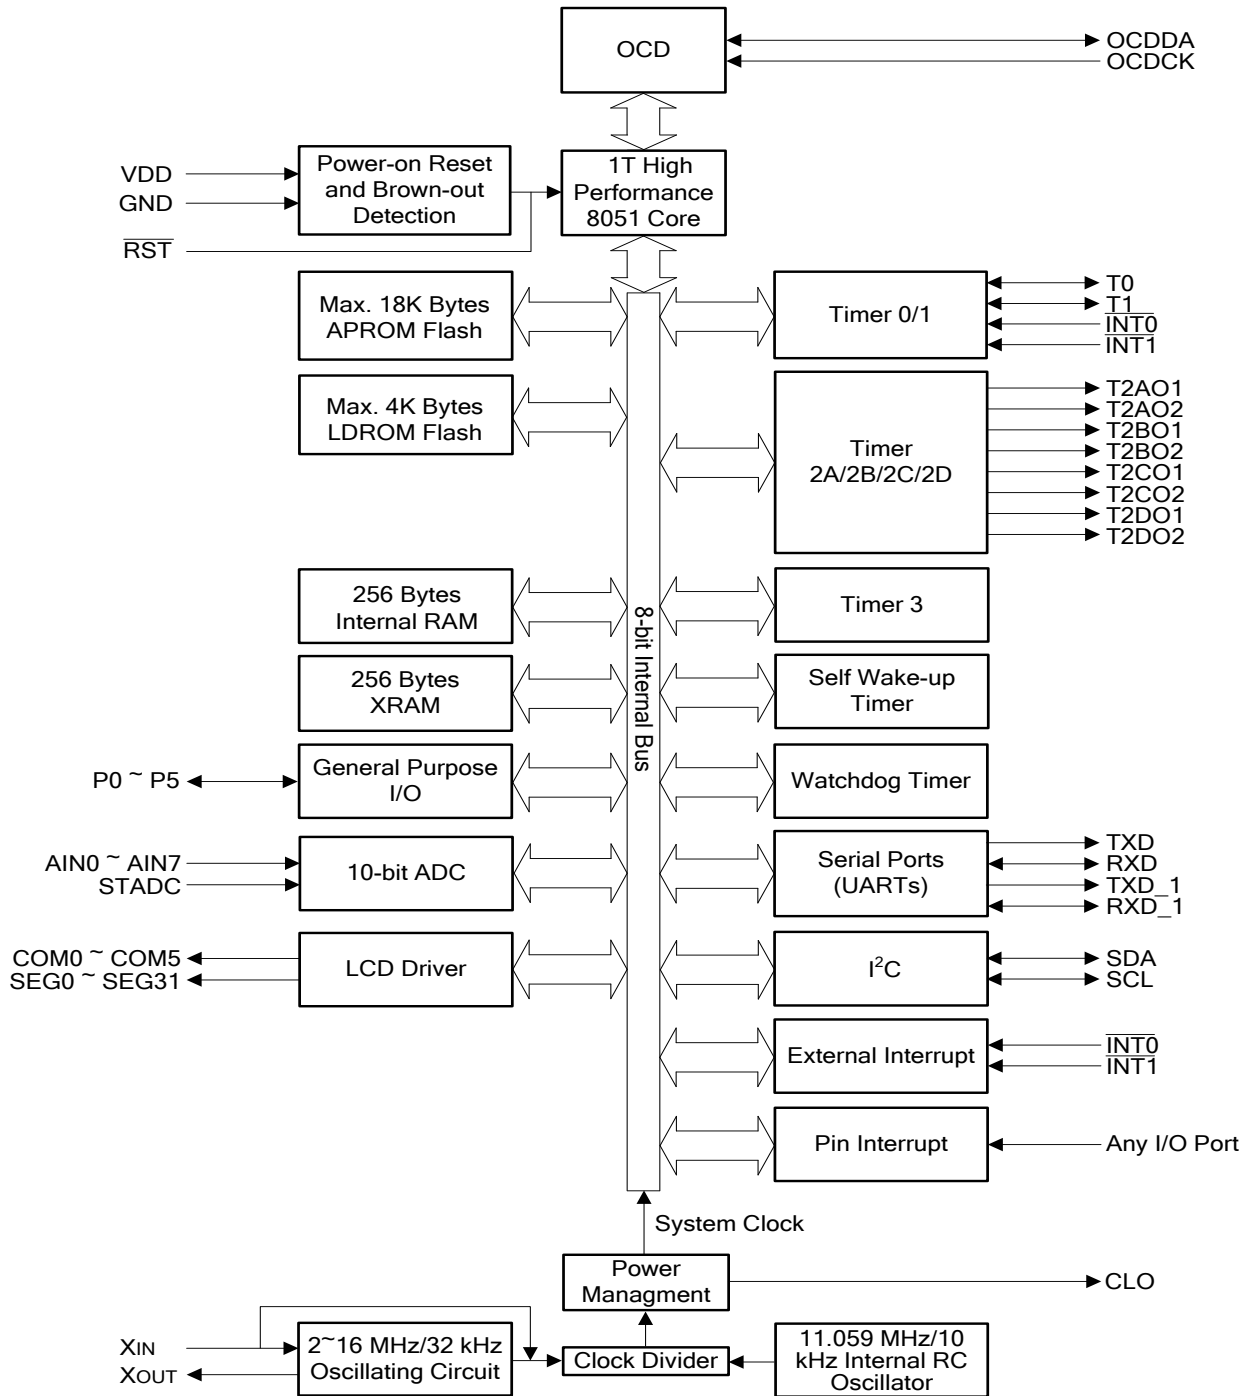 OCD
OCDDA
OCDCK
VDD
GND
RST
Power-on Reset
and Brown-out
Detection
1T High
Performance
8051 Core
Max. 18K Bytes
APROM Flash
Timer 0/1
T0
T1
INT0
INT1
Max. 4K Bytes
LDROM Flash
Timer
2A/2B/2C/2D
T2AO1
T2AO2
T2BO1
T2BO2
T2CO1
T2CO2
T2DO1
T2DO2
256 Bytes
Internal RAM
8-bit Internal Bus
Timer 3
256 Bytes
XRAM
Self Wake-up
Timer
P0 ~ P5
General Purpose
I/O
Watchdog Timer
AIN0 ~ AIN7
STADC
10-bit ADC
Serial Ports
(UARTs)
TXD
RXD
TXD_1
RXD_1
COM0 ~ COM5
SEG0 ~ SEG31
LCD Driver
I²C
SDA
SCL
External Interrupt
INT0
INT1
Pin Interrupt
Any I/O Port
System Clock
Power
Managment
CLO
XIN
XOUT
2~16 MHz/32 kHz
Oscillating Circuit
Clock Divider
11.059 MHz/10
kHz Internal RC
Oscillator